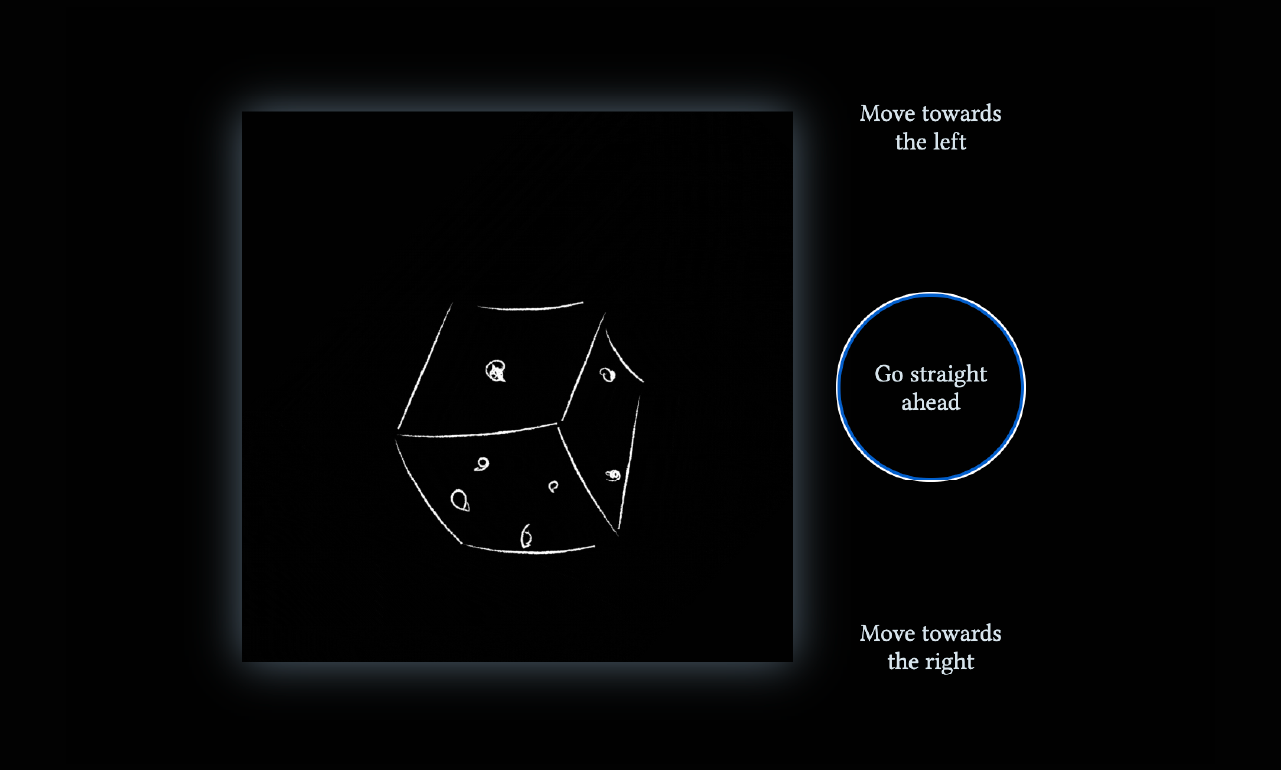 Move towards
the left
Go straight
ahead
Move towards
the right